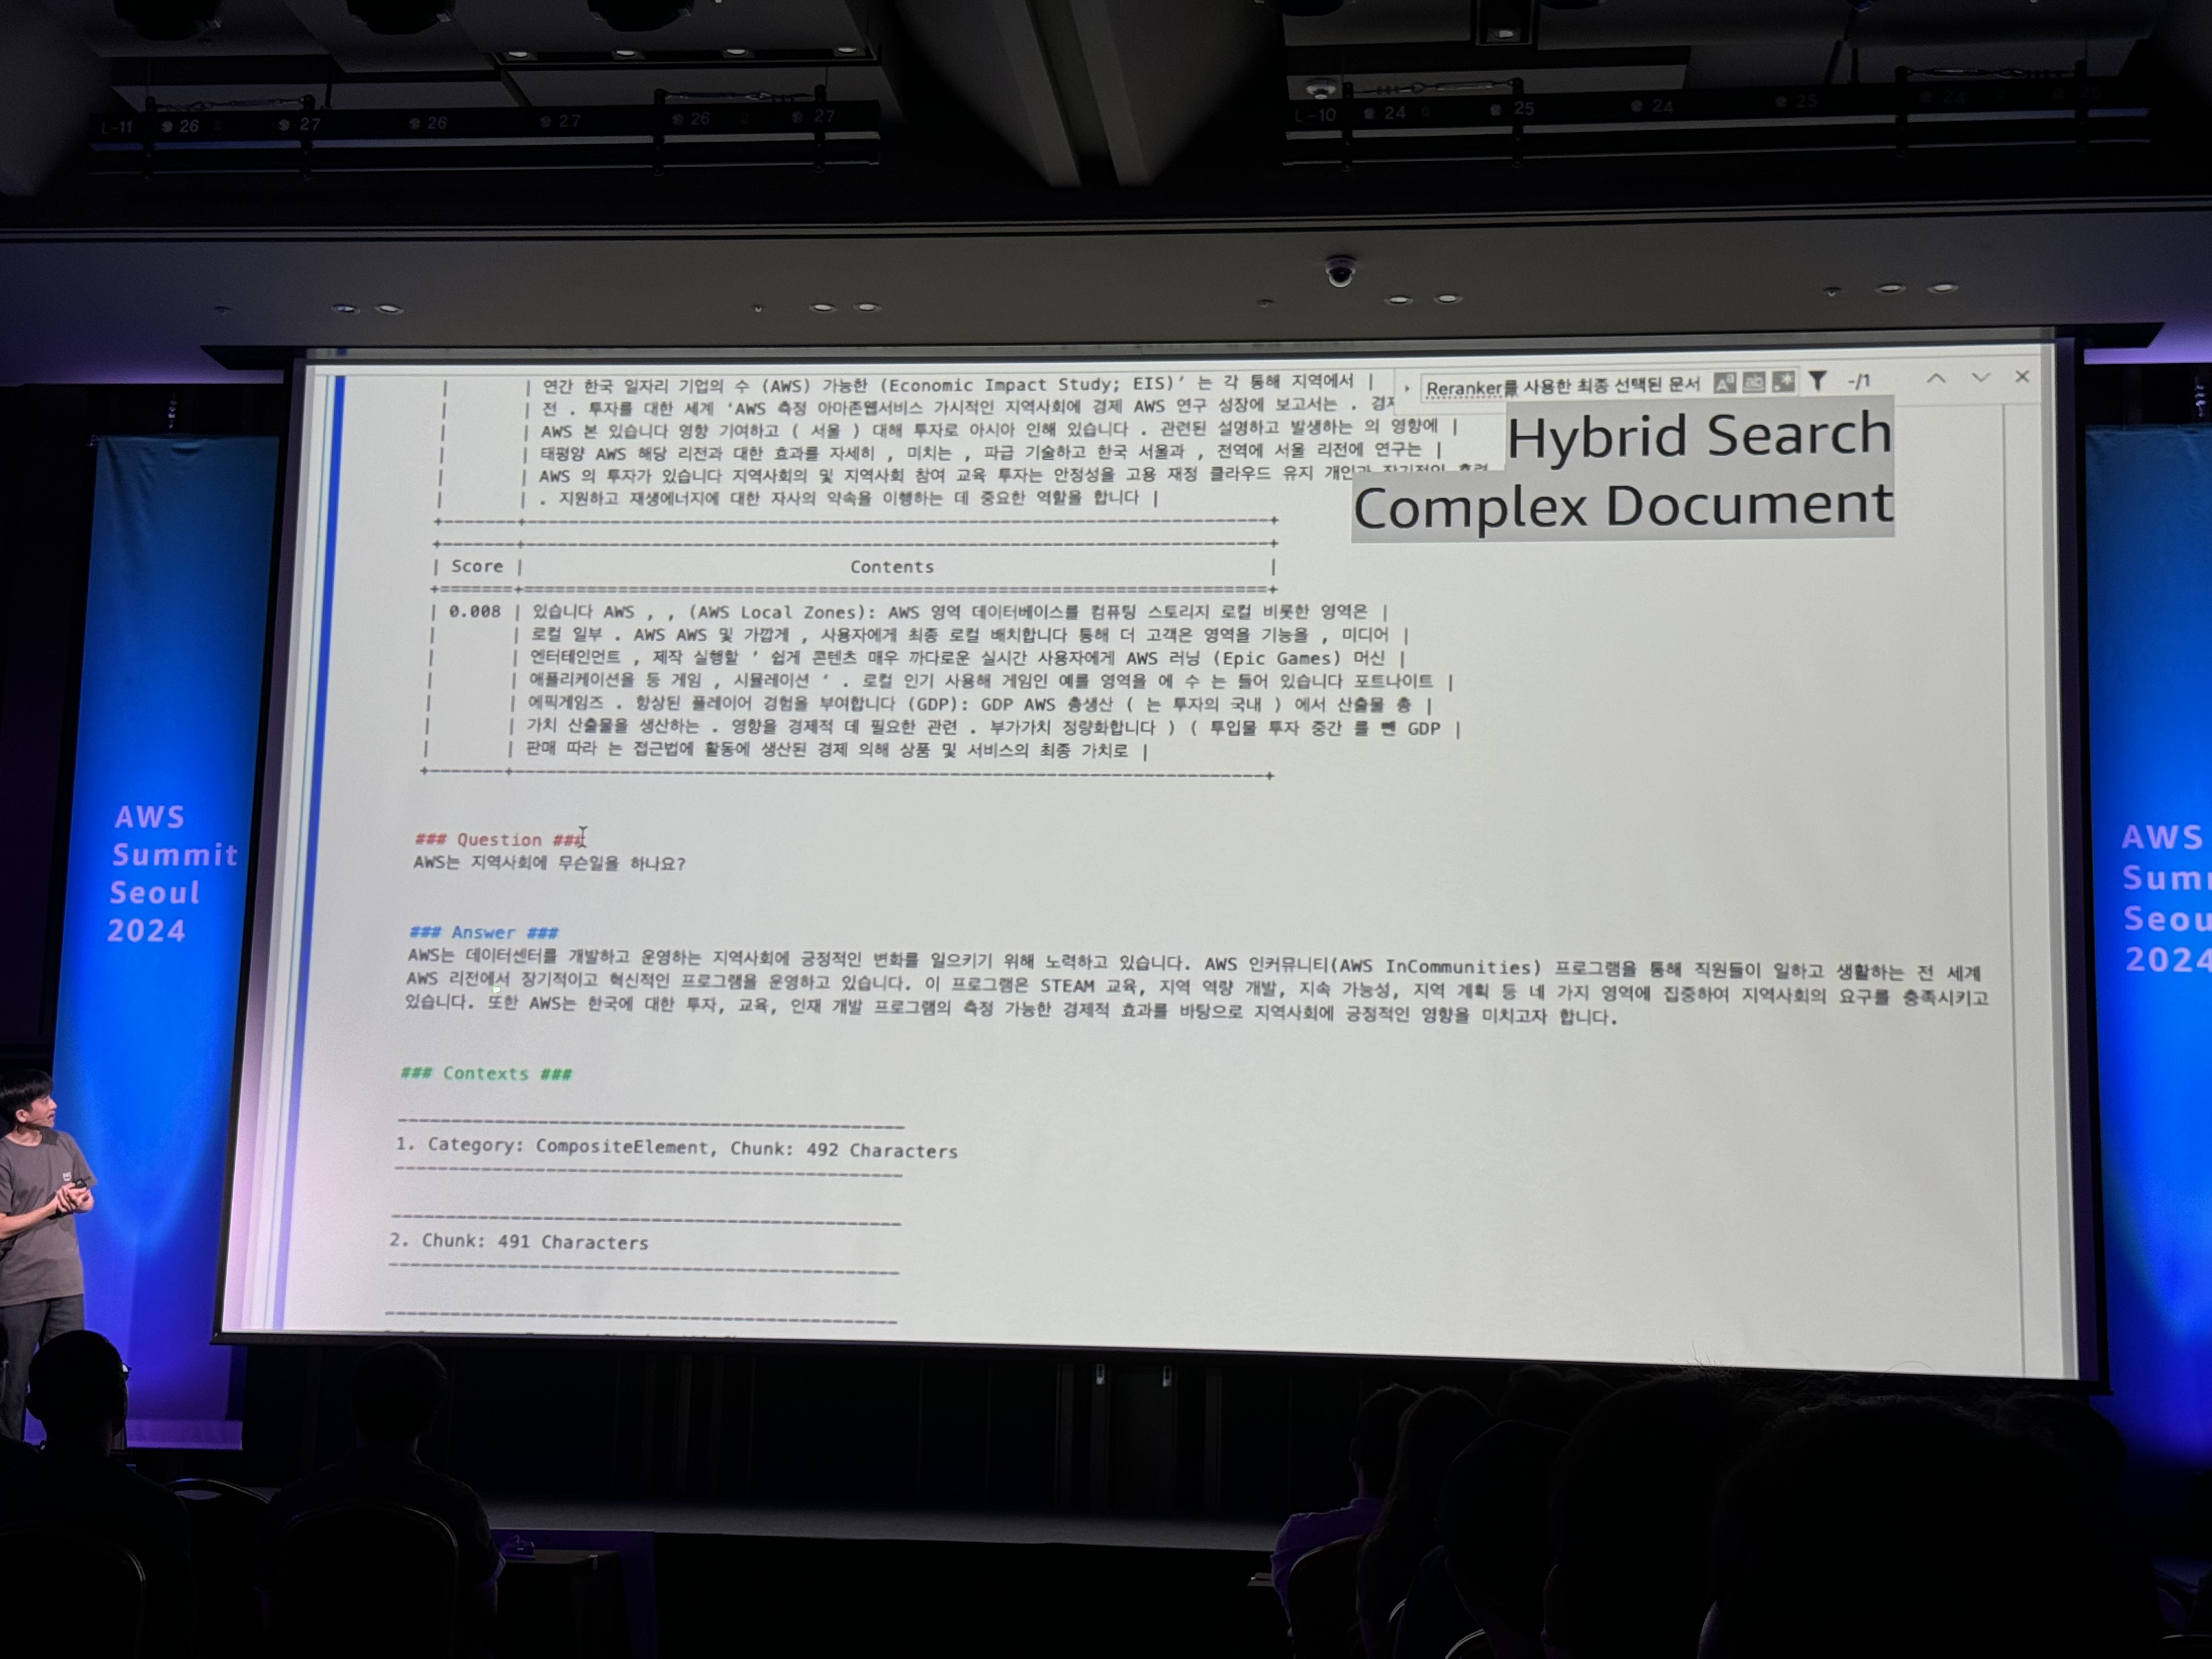 L-11 26 27 26 27 26 27
L-10 24 25 24 25 24
| | 연간 한국 일자리 기업의 수 (AWS) 가능한 (Economic Impact Study; EIS)’ 는 각 통해 지역에서 |
| | 전 . 투자를 대한 세계 ‘AWS 측정 아마존웹서비스 가시적인 지역사회에 경제 AWS 연구 성장에 보고서는 .
| | AWS 본 있습니다 영향 기여하고 ( 서울 ) 대해 투자로 아시아 인해 있습니다 . 관련된 설명하고 발생하는 의 영향에 |
| | 태평양 AWS 해당 리전과 대한 효과를 자세히 , 미치는 , 파급 기술하고 한국 서울과 , 전역에 서울 리전에 연구는 |
| | AWS 의 투자가 있습니다 지역사회의 및 지역사회 참여 교육 투자는 안정성을 고용 재정 클라우드 유지
| | . 지원하고 재생에너지에 대한 자사의 약속을 이행하는 데 중요한 역할을 합니다 |
Reranker를 사용한 최종 선택된 문서
-/1
Hybrid Search
Complex Document
| Score | Contents |
| 0.008 | 있습니다 AWS , , (AWS Local Zones): AWS 영역 데이터베이스를 컴퓨팅 스토리지 로컬 비롯한 영역은 |
| | 로컬 일부 . AWS AWS 및 가깝게 , 사용자에게 최종 로컬 배치합니다 통해 더 고객은 영역을 기능을 , 미디어 |
| | 엔터테인먼트 , 제작 실행할 ’ 쉽게 콘텐츠 매우 까다로운 실시간 사용자에게 AWS 러닝 (Epic Games) 머신 |
| | 애플리케이션을 등 게임 , 시뮬레이션 ‘ . 로컬 인기 사용해 게임인 예를 영역을 에 수 는 들어 있습니다 포트나이트 |
| | 에픽게임즈 . 향상된 플레이어 경험을 부여합니다 (GDP): GDP AWS 총생산 ( 는 투자의 국내 ) 에서 산출물 총 |
| | 가치 산출물을 생산하는 . 영향을 경제적 데 필요한 관련 . 부가가치 정량화합니다 ) ( 투입물 투자 중간 를 뺀 GDP |
| | 판매 따라 는 접근법에 활동에 생산된 경제 의해 상품 및 서비스의 최종 가치로 |
### Question ###
AWS는 지역사회에 무슨일을 하나요?
### Answer ###
AWS는 데이터센터를 개발하고 운영하는 지역사회에 긍정적인 변화를 일으키기 위해 노력하고 있습니다. AWS 인커뮤니티(AWS InCommunities) 프로그램을 통해 직원들이 일하고 생활하는 전 세계
AWS 리전에서 장기적이고 혁신적인 프로그램을 운영하고 있습니다. 이 프로그램은 STEAM 교육, 지역 역량 개발, 지속 가능성, 지역 계획 등 네 가지 영역에 집중하여 지역사회의 요구를 충족시키고
있습니다. 또한 AWS는 한국에 대한 투자, 교육, 인재 개발 프로그램의 측정 가능한 경제적 효과를 바탕으로 지역사회에 긍정적인 영향을 미치고자 합니다.
### Contexts ###
1. Category: CompositeElement, Chunk: 492 Characters
2. Chunk: 491 Characters
AWS
Summit
Seoul
2024
AWS
Summ
Seou
2024